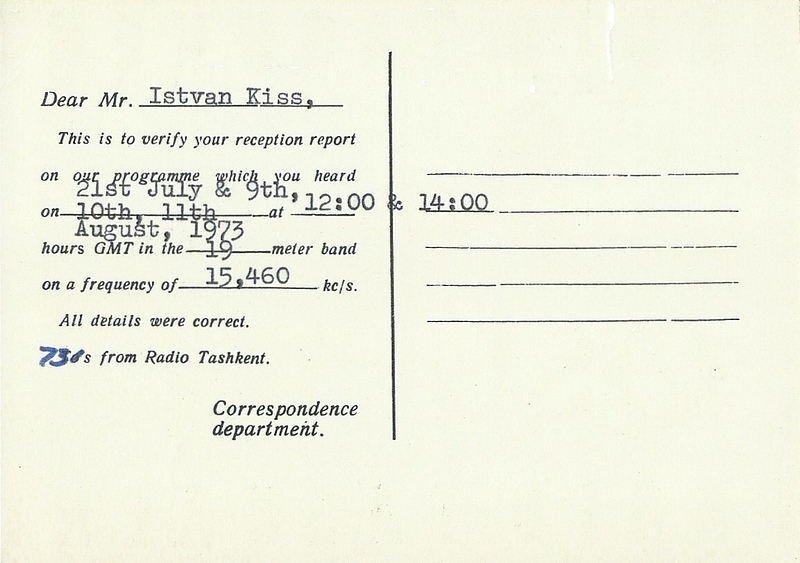 Dear Mr. Istvan Kiss,
This is to verify your reception report
on our programme which you heard
21st July & 9th,
on 10th, 11th at 12:00 & 14:00
August, 1973
hours GMT in the 19 meter band
on a frequency of 15,460 kc/s.
All details were correct.
73's from Radio Tashkent.
Correspondence
department.